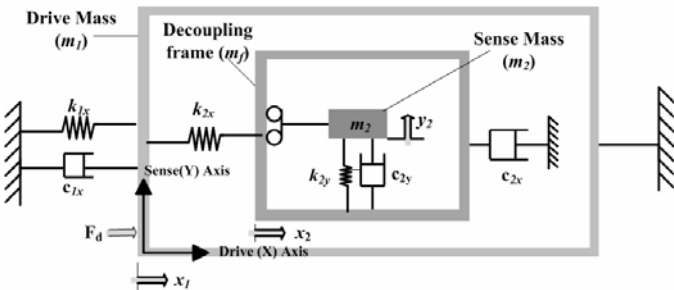 Drive Mass
(m1)
Decoupling
frame (mf)
Sense Mass
(m2)
k1x
k2x
m2
y2
c1x
Sense(Y) Axis
k2y
c2y
c2x
Fd
x2
Drive (X) Axis
x1